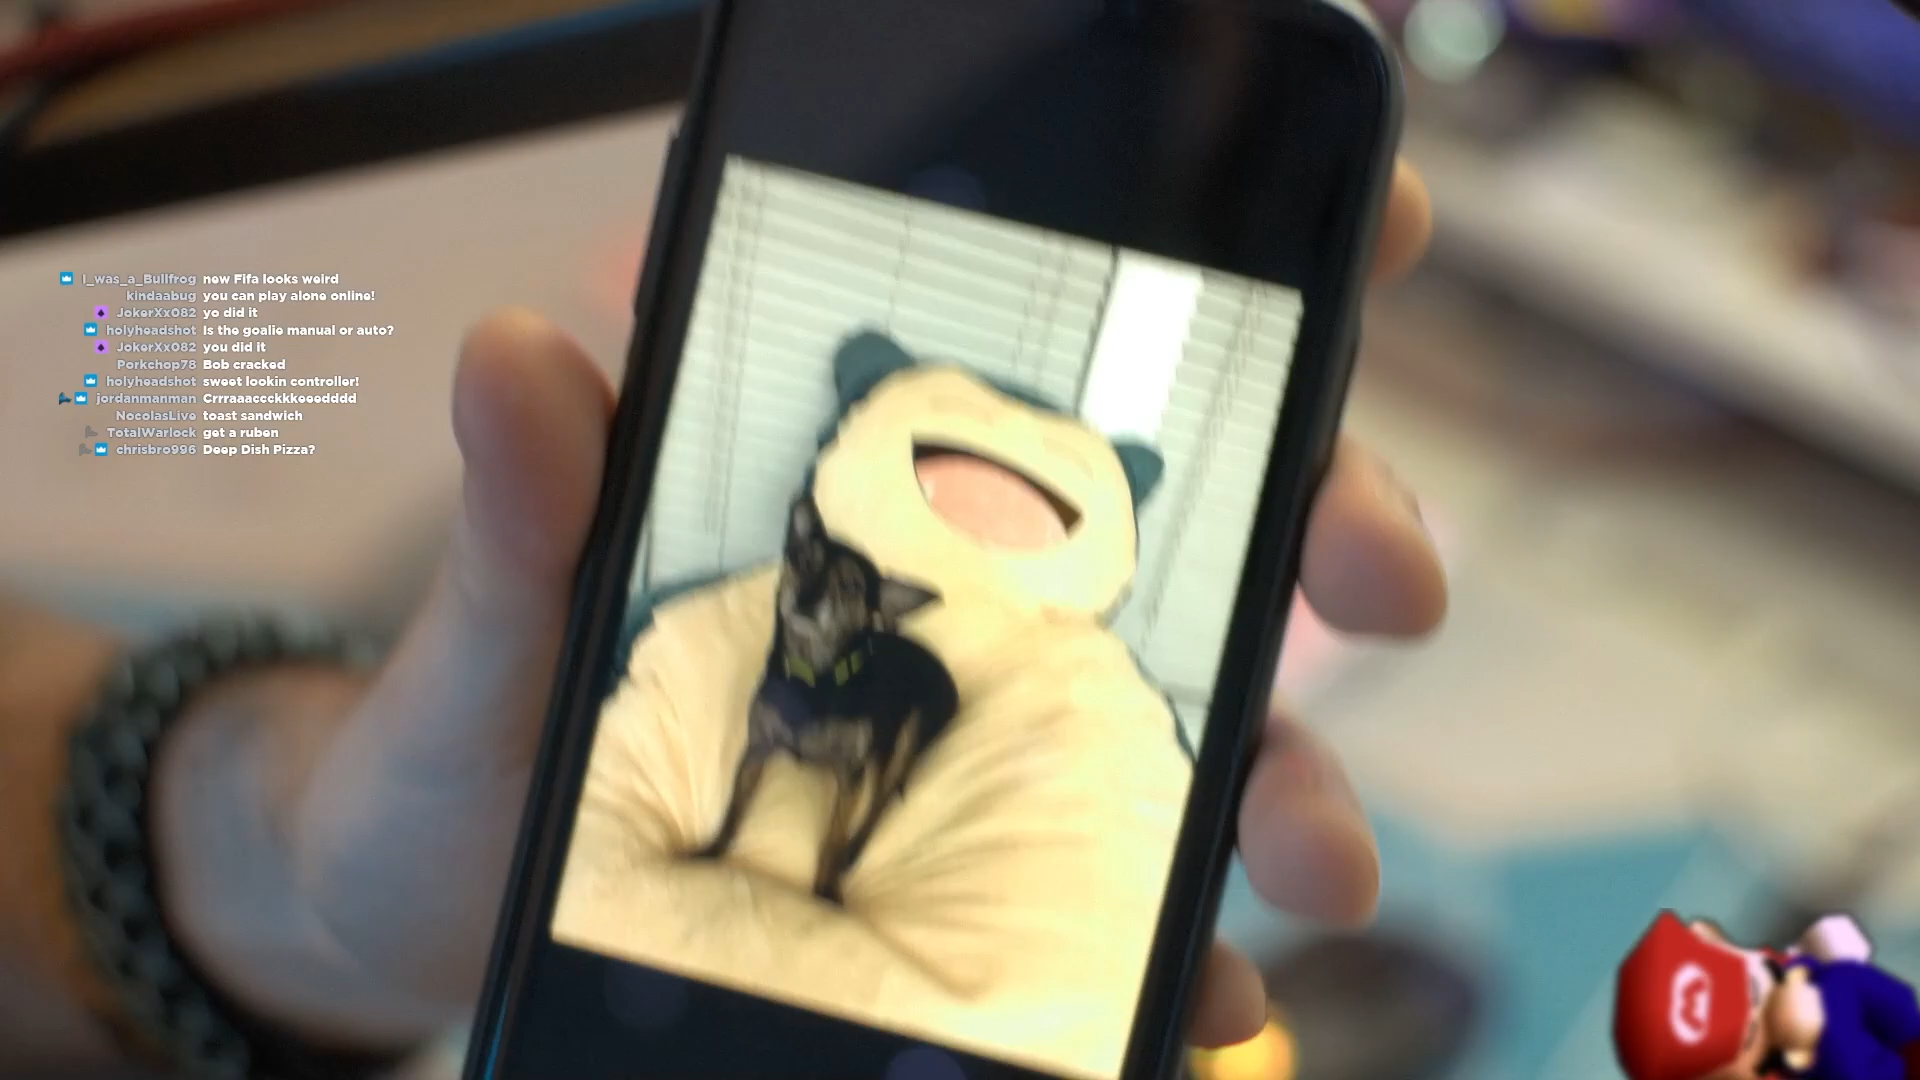 I_was_a_Bullfrog new Fifa looks weird
kindaabug you can play alone online!
JokerXx082 yo did it
holyheadshot Is the goalie manual or auto?
JokerXx082 you did it
Porkchop78 Bob cracked
holyheadshot sweet lookin controller!
jordanmanman Crrraaaccckkkeeedddd
NocolasLive toast sandwich
TotalWarlock get a ruben
chrisbro996 Deep Dish Pizza?
M